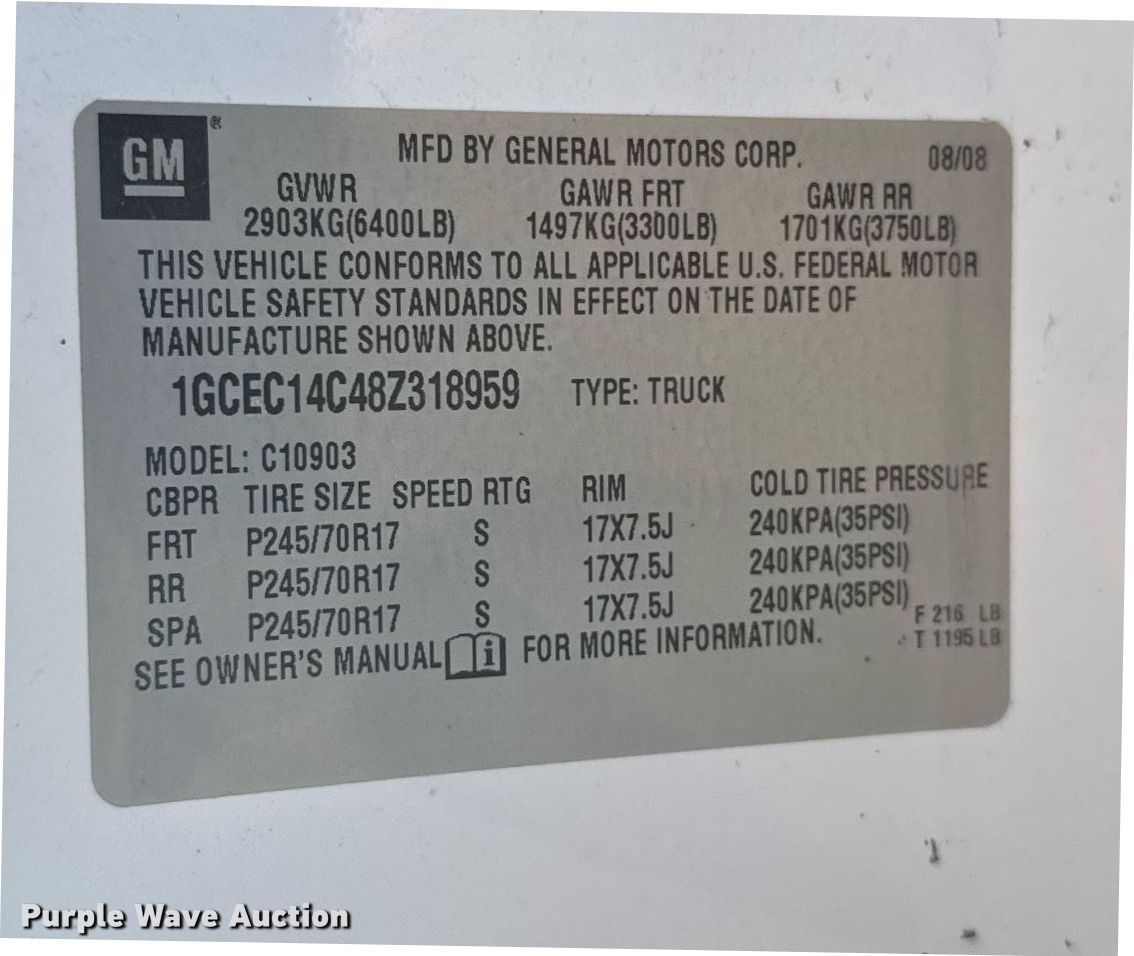 GM ®
MFD BY GENERAL MOTORS CORP. 08/08
GVWR GAWR FRT GAWR RR
2903KG(6400LB) 1497KG(3300LB) 1701KG(3750LB)
THIS VEHICLE CONFORMS TO ALL APPLICABLE U.S. FEDERAL MOTOR
VEHICLE SAFETY STANDARDS IN EFFECT ON THE DATE OF
MANUFACTURE SHOWN ABOVE.
1GCEC14C48Z318959 TYPE: TRUCK
MODEL: C10903
CBPR TIRE SIZE SPEED RTG RIM COLD TIRE PRESSURE
FRT P245/70R17 S 17X7.5J 240KPA(35PSI)
RR P245/70R17 S 17X7.5J 240KPA(35PSI)
SPA P245/70R17 S 17X7.5J 240KPA(35PSI)
F 216 LB
T 1195 LB
SEE OWNER'S MANUAL i FOR MORE INFORMATION.
Purple Wave Auction